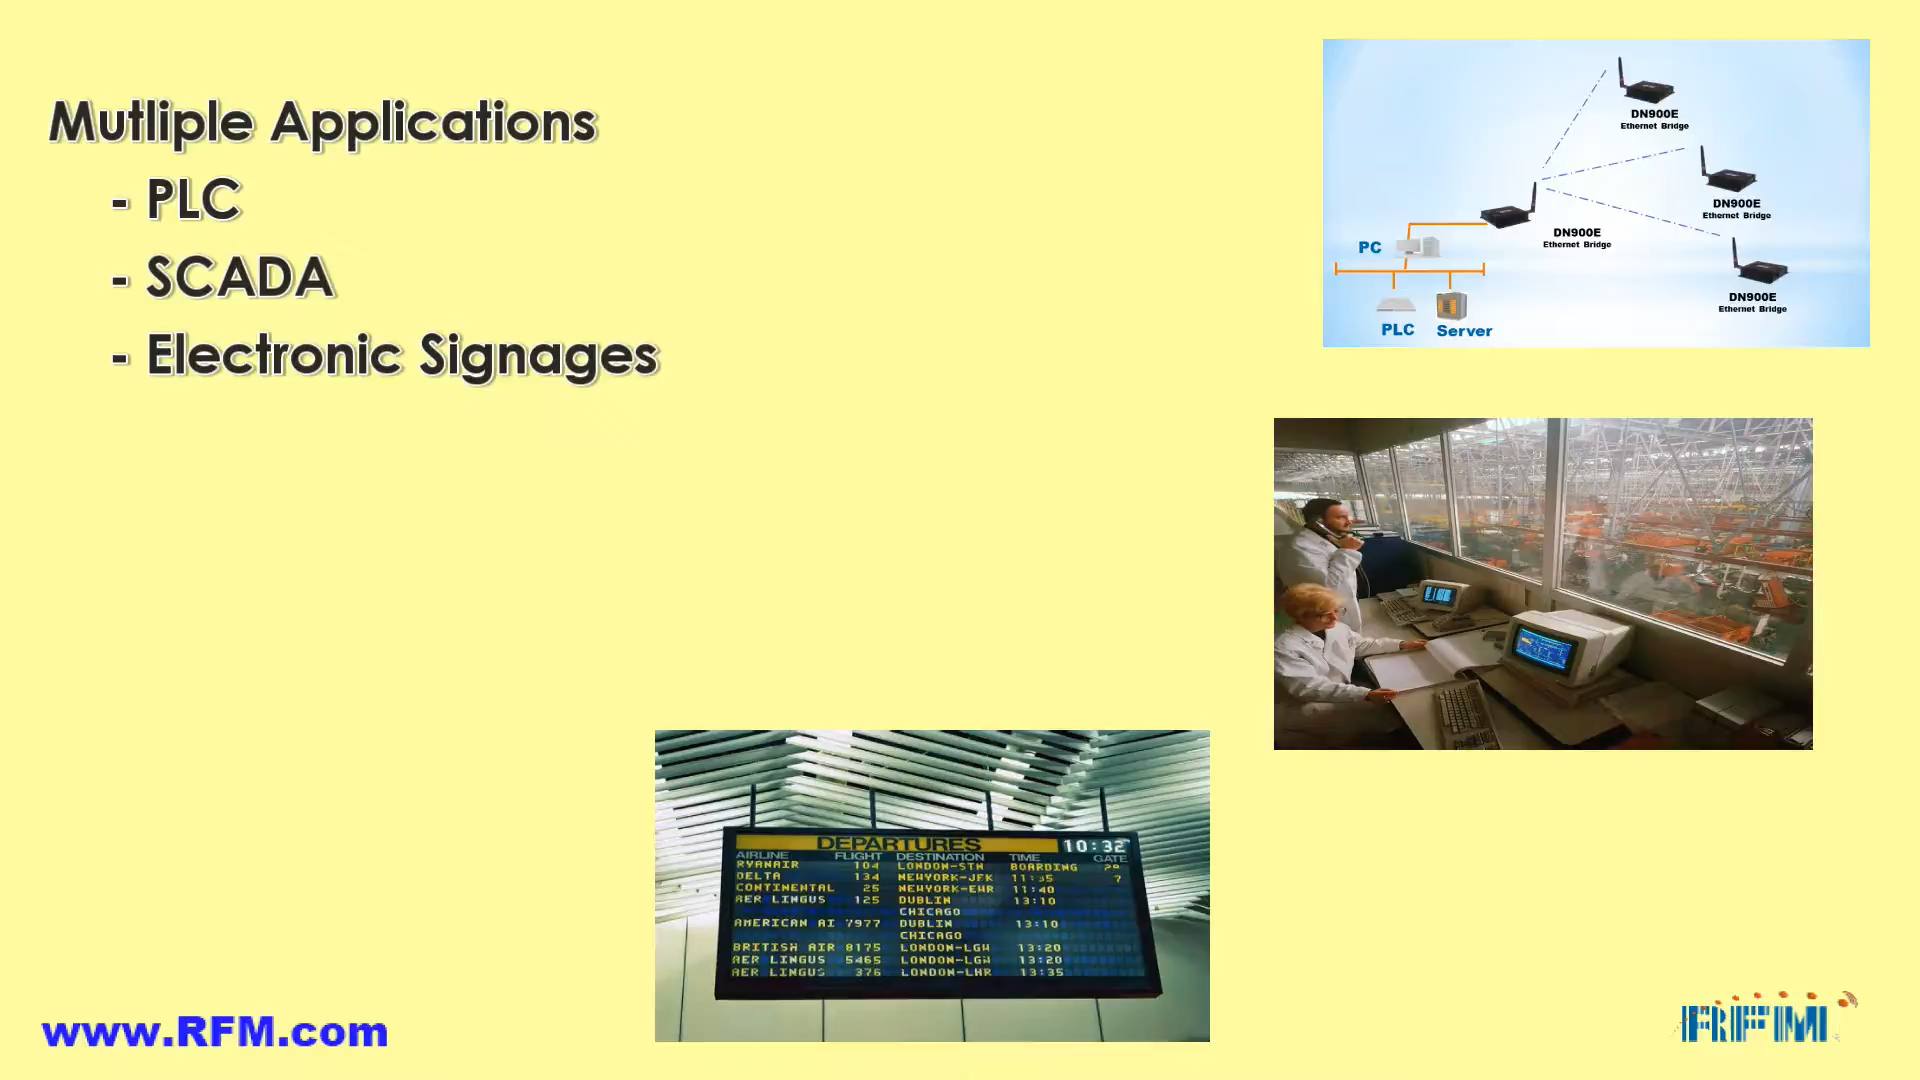 Mutliple Applications
- PLC
- SCADA
- Electronic Signages
DN900E
Ethernet Bridge
DN900E
Ethernet Bridge
DN900E
Ethernet Bridge
DN900E
Ethernet Bridge
PC
PLC
Server
DEPARTURES 10:32
AIRLINE FLIGHT DESTINATION TIME GATE
RYANAIR 104 LONDON-STN BOARDING
DELTA 134 NEWYORK-JFK 11:35 7
CONTINENTAL 25 NEWYORK-EWR 11:40
AER LINGUS 125 DUBLIN 13:10
CHICAGO
AMERICAN AI 7977 DUBLIN 13:10
CHICAGO
BRITISH AIR 8175 LONDON-LGW 13:20
AER LINGUS 5465 LONDON-LGW 13:20
AER LINGUS 376 LONDON-LHR 13:35
www.RFM.com
RFM